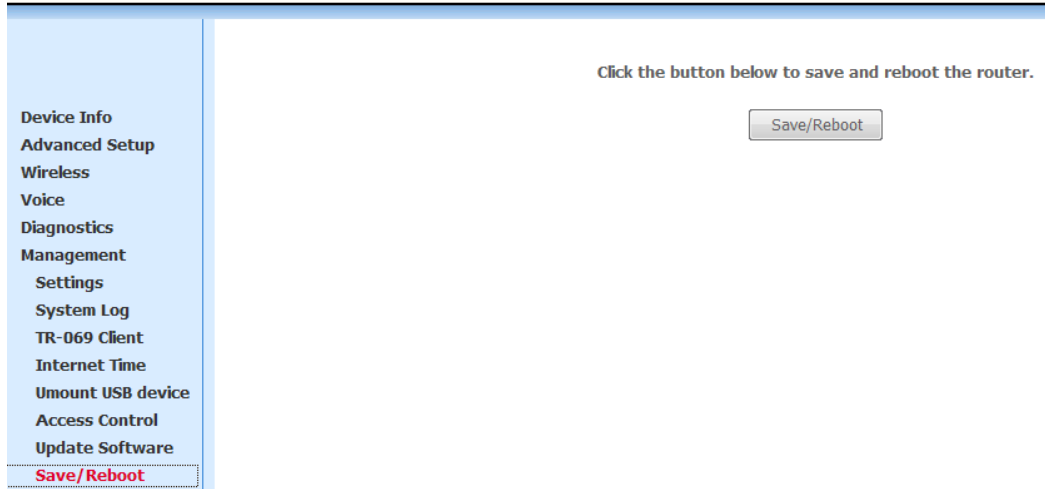 Click the button below to save and reboot the router.
Save/Reboot
Device Info
Advanced Setup
Wireless
Voice
Diagnostics
Management
Settings
System Log
TR-069 Client
Internet Time
Umount USB device
Access Control
Update Software
Save/Reboot